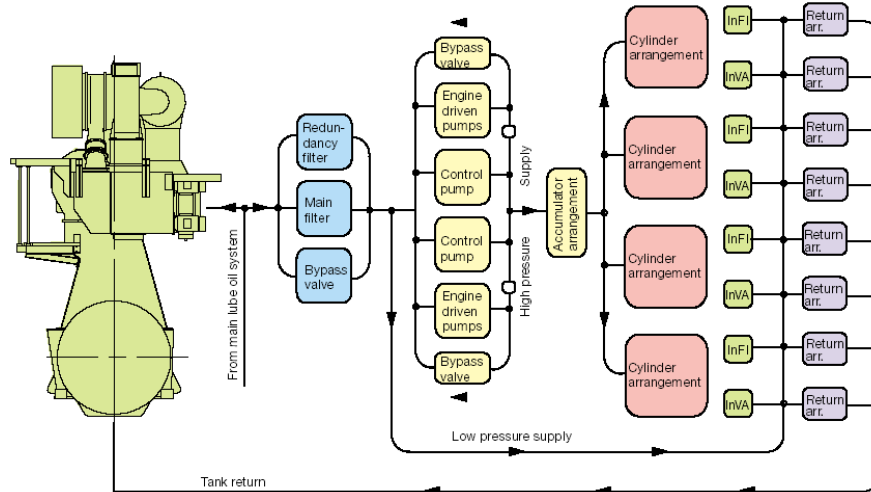 Bypass
valve
Engine
driven
pumps
Control
pump
Control
pump
Engine
driven
pumps
Bypass
valve
Redun-
dancy
filter
Main
filter
Bypass
valve
From main lube oil system
Supply
High pressure
Accumulator
arrangement
Cylinder
arrangement
Cylinder
arrangement
Cylinder
arrangement
Cylinder
arrangement
InFI
InVA
InFI
InVA
InFI
InVA
InFI
InVA
Return
arr.
Return
arr.
Return
arr.
Return
arr.
Return
arr.
Return
arr.
Return
arr.
Return
arr.
Low pressure supply
Tank return